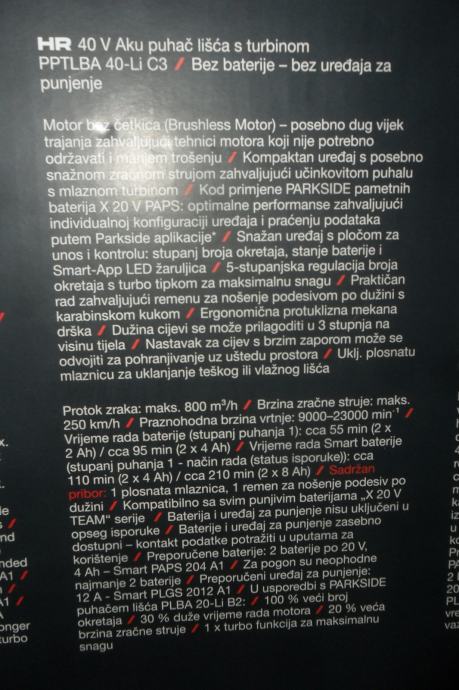 HR 40 V Aku puhač lišća s turbinom
PPTLBA 40-Li C3 / Bez baterije – bez uređaja za
punjenje
Motor bez četkica (Brushless Motor) – posebno dug vijek
trajanja zahvaljujući tehnici motora koji nije potrebno
održavati i manjem trošenju / Kompaktan uređaj s posebno
snažnom zračnom strujom zahvaljujući učinkovitom puhalu
s mlaznom turbinom / Kod primjene PARKSIDE pametnih
baterija X 20 V PAPS: optimalne performanse zahvaljujući
individualnoj konfiguraciji uređaja i praćenju podataka
putem Parkside aplikacije* / Snažan uređaj s pločom za
unos i kontrolu: stupanj broja okretaja, stanje baterije i
Smart-App LED žaruljica / 5-stupanjska regulacija broja
okretaja s turbo tipkom za maksimalnu snagu / Praktičan
rad zahvaljujući remenu za nošenje podesivom po dužini s
karabinskom kukom / Ergonomična protuklizna mekana
drška / Dužina cijevi se može prilagoditi u 3 stupnja na
visinu tijela / Nastavak za cijev s brzim zaporom može se
odvojiti za pohranjivanje uz uštedu prostora / Uklj. plosnatu
mlaznicu za uklanjanje teškog ili vlažnog lišća
Protok zraka: maks. 800 m³/h / Brzina zračne struje: maks.
250 km/h / Praznohodna brzina vrtnje: 9000–23000 min⁻¹ /
Vrijeme rada baterije (stupanj puhanja 1): cca 55 min (2 x
2 Ah) / cca 95 min (2 x 4 Ah) / Vrijeme rada Smart baterije
(stupanj puhanja 1 - način rada (status isporuke)): cca
110 min (2 x 4 Ah) / cca 210 min (2 x 8 Ah) / Sadržan
pribor: 1 plosnata mlaznica, 1 remen za nošenje podesiv po
dužini / Kompatibilno sa svim punjivim baterijama „X 20 V
TEAM“ serije / Baterija i uređaj za punjenje nisu uključeni u
opseg isporuke / Baterije i uređaj za punjenje zasebno
dostupni – kontakt podatke potražiti u uputama za
korištenje / Preporučene baterije: 2 baterije po 20 V,
4 Ah – Smart PAPS 204 A1 / Za pogon su neophodne
najmanje 2 baterije / Preporučeni uređaj za punjenje:
12 A - Smart PLGS 2012 A1 / U usporedbi s PARKSIDE
puhačem lišća PLBA 20-Li B2: / 100 % veći broj
okretaja / 30 % duže vrijeme rada motora / 20 % veća
brzina zračne struje / 1 x turbo funkcija za maksimalnu
snagu